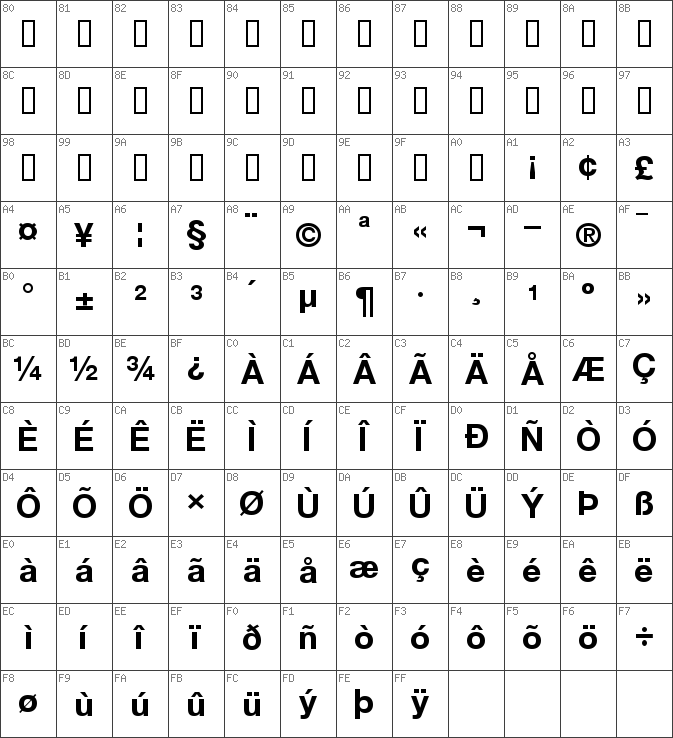 80 81 82 83 84 85 86 87 88 89 8A 8B
8C 8D 8E 8F 90 91 92 93 94 95 96 97
98 99 9A 9B 9C 9D 9E 9F A0 A1 A2 A3
¡ ¢ £
A4 A5 A6 A7 A8 A9 AA AB AC AD AE AF
¤ ¥ ¦ § ¨ © ª « ¬ — ® ¯
B0 B1 B2 B3 B4 B5 B6 B7 B8 B9 BA BB
° ± ² ³ ´ µ ¶ · ¸ ¹ º »
BC BD BE BF C0 C1 C2 C3 C4 C5 C6 C7
¼ ½ ¾ ¿ À Á Â Ã Ä Å Æ Ç
C8 C9 CA CB CC CD CE CF D0 D1 D2 D3
È É Ê Ë Ì Í Î Ï Ð Ñ Ò Ó
D4 D5 D6 D7 D8 D9 DA DB DC DD DE DF
Ô Õ Ö × Ø Ù Ú Û Ü Ý Þ ß
E0 E1 E2 E3 E4 E5 E6 E7 E8 E9 EA EB
à á â ã ä å æ ç è é ê ë
EC ED EE EF F0 F1 F2 F3 F4 F5 F6 F7
ì í î ï ð ñ ò ó ô õ ö ÷
F8 F9 FA FB FC FD FE FF
ø ù ú û ü ý þ ÿ